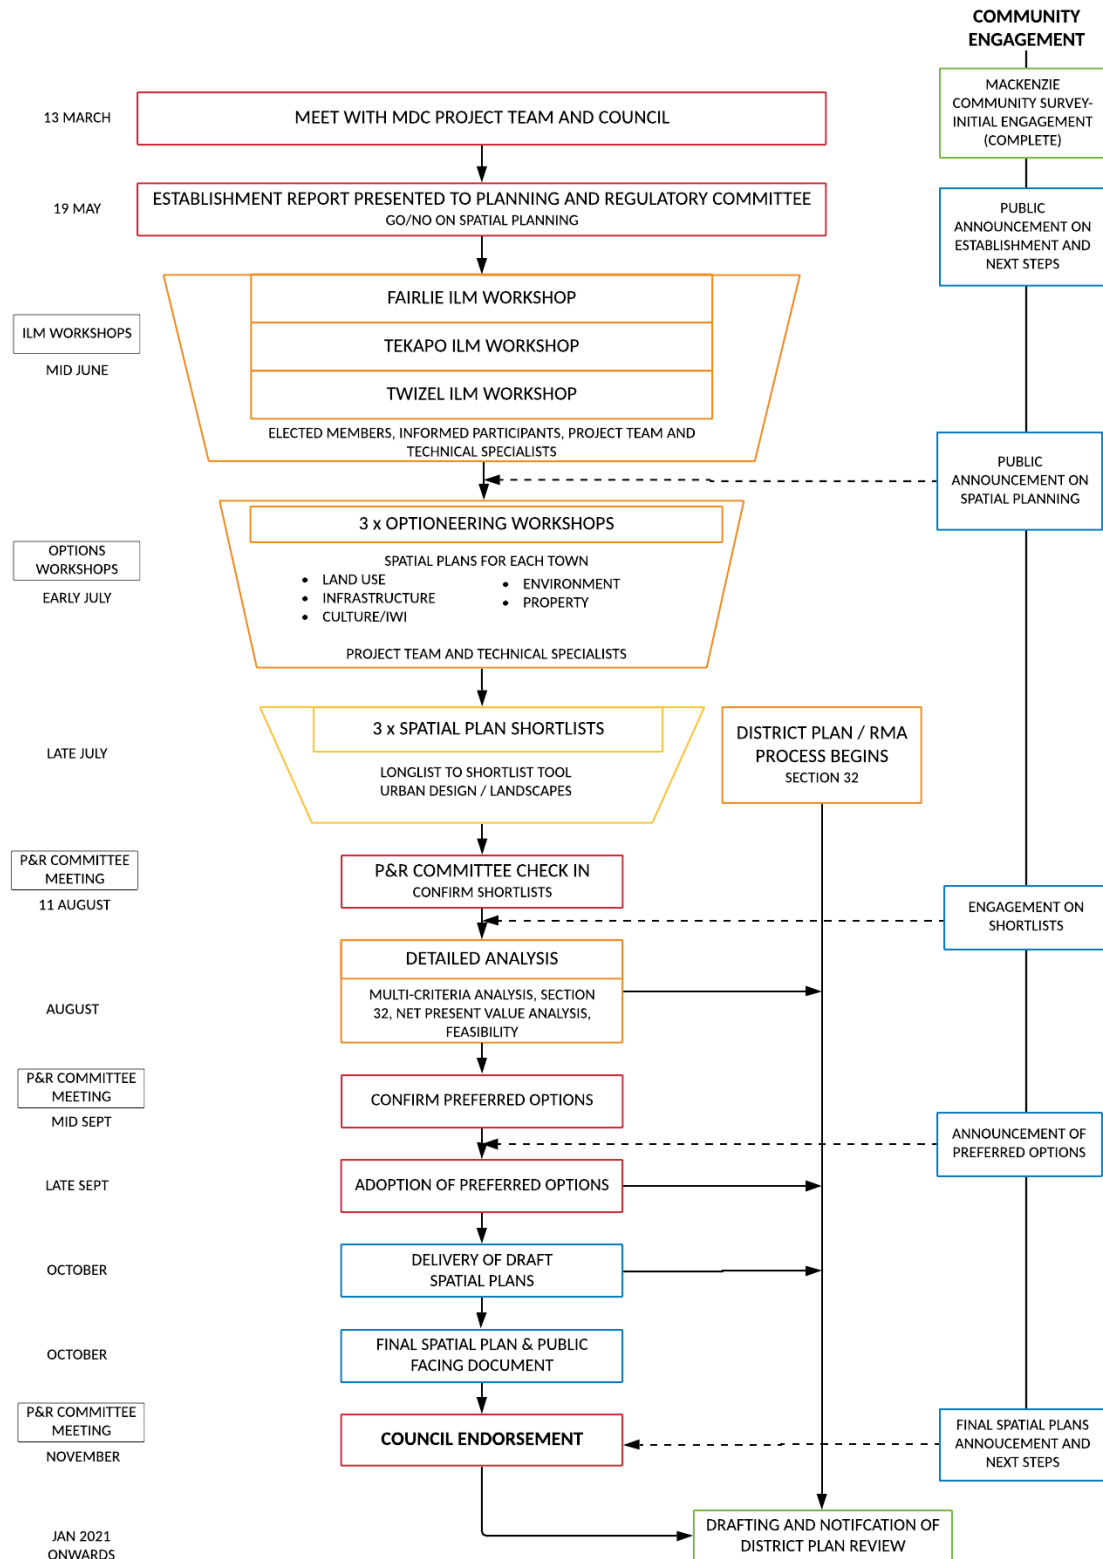 COMMUNITY
ENGAGEMENT
MACKENZIE
COMMUNITY SURVEY-
INITIAL ENGAGEMENT
(COMPLETE)
13 MARCH
MEET WITH MDC PROJECT TEAM AND COUNCIL
19 MAY
ESTABLISHMENT REPORT PRESENTED TO PLANNING AND REGULATORY COMMITTEE
GO/NO ON SPATIAL PLANNING
PUBLIC
ANNOUNCEMENT ON
ESTABLISHMENT AND
NEXT STEPS
ILM WORKSHOPS
MID JUNE
FAIRLIE ILM WORKSHOP
TEKAPO ILM WORKSHOP
TWIZEL ILM WORKSHOP
ELECTED MEMBERS, INFORMED PARTICIPANTS, PROJECT TEAM AND
TECHNICAL SPECIALISTS
PUBLIC
ANNOUNCEMENT ON
SPATIAL PLANNING
OPTIONS
WORKSHOPS
EARLY JULY
3 x OPTIONEERING WORKSHOPS
SPATIAL PLANS FOR EACH TOWN
• LAND USE
• INFRASTRUCTURE
• CULTURE/IWI
• ENVIRONMENT
• PROPERTY
PROJECT TEAM AND TECHNICAL SPECIALISTS
LATE JULY
3 x SPATIAL PLAN SHORTLISTS
LONGLIST TO SHORTLIST TOOL
URBAN DESIGN / LANDSCAPES
DISTRICT PLAN / RMA
PROCESS BEGINS
SECTION 32
P&R COMMITTEE
MEETING
11 AUGUST
P&R COMMITTEE CHECK IN
CONFIRM SHORTLISTS
ENGAGEMENT ON
SHORTLISTS
AUGUST
DETAILED ANALYSIS
MULTI-CRITERIA ANALYSIS, SECTION
32, NET PRESENT VALUE ANALYSIS,
FEASIBILITY
P&R COMMITTEE
MEETING
MID SEPT
CONFIRM PREFERRED OPTIONS
ANNOUNCEMENT OF
PREFERRED OPTIONS
LATE SEPT
ADOPTION OF PREFERRED OPTIONS
OCTOBER
DELIVERY OF DRAFT
SPATIAL PLANS
OCTOBER
FINAL SPATIAL PLAN & PUBLIC
FACING DOCUMENT
P&R COMMITTEE
MEETING
NOVEMBER
COUNCIL ENDORSEMENT
FINAL SPATIAL PLANS
ANNOUCEMENT AND
NEXT STEPS
JAN 2021
ONWARDS
DRAFTING AND NOTIFCATION OF
DISTRICT PLAN REVIEW